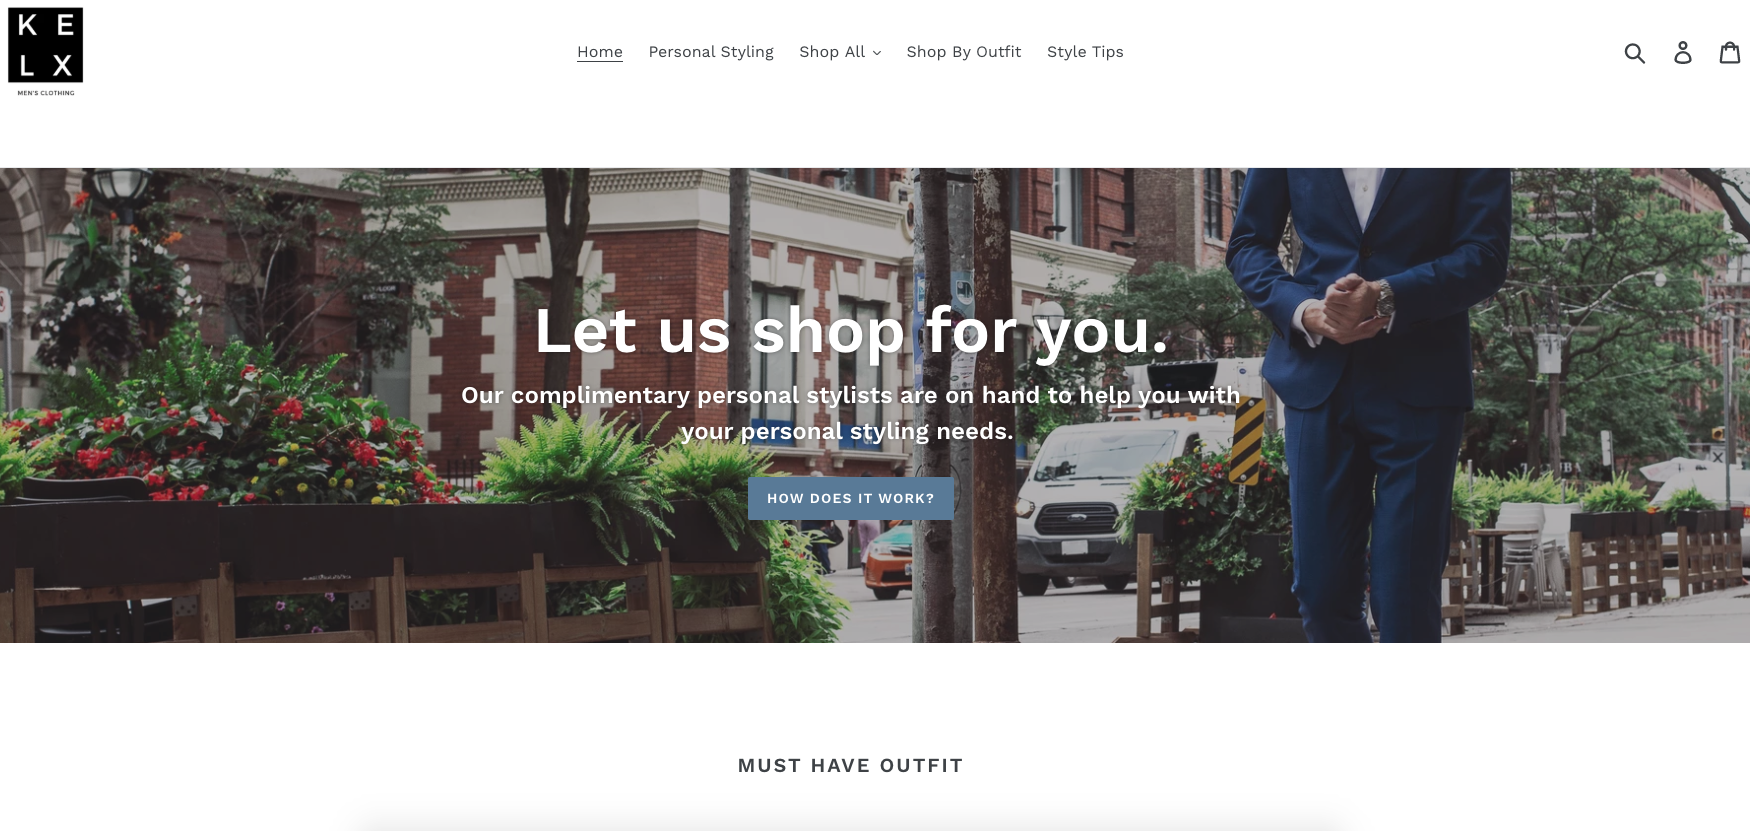 K E
L X
MEN'S CLOTHING
Home Personal Styling Shop All Shop By Outfit Style Tips
Let us shop for you.
Our complimentary personal stylists are on hand to help you with
your personal styling needs.
HOW DOES IT WORK?
MUST HAVE OUTFIT